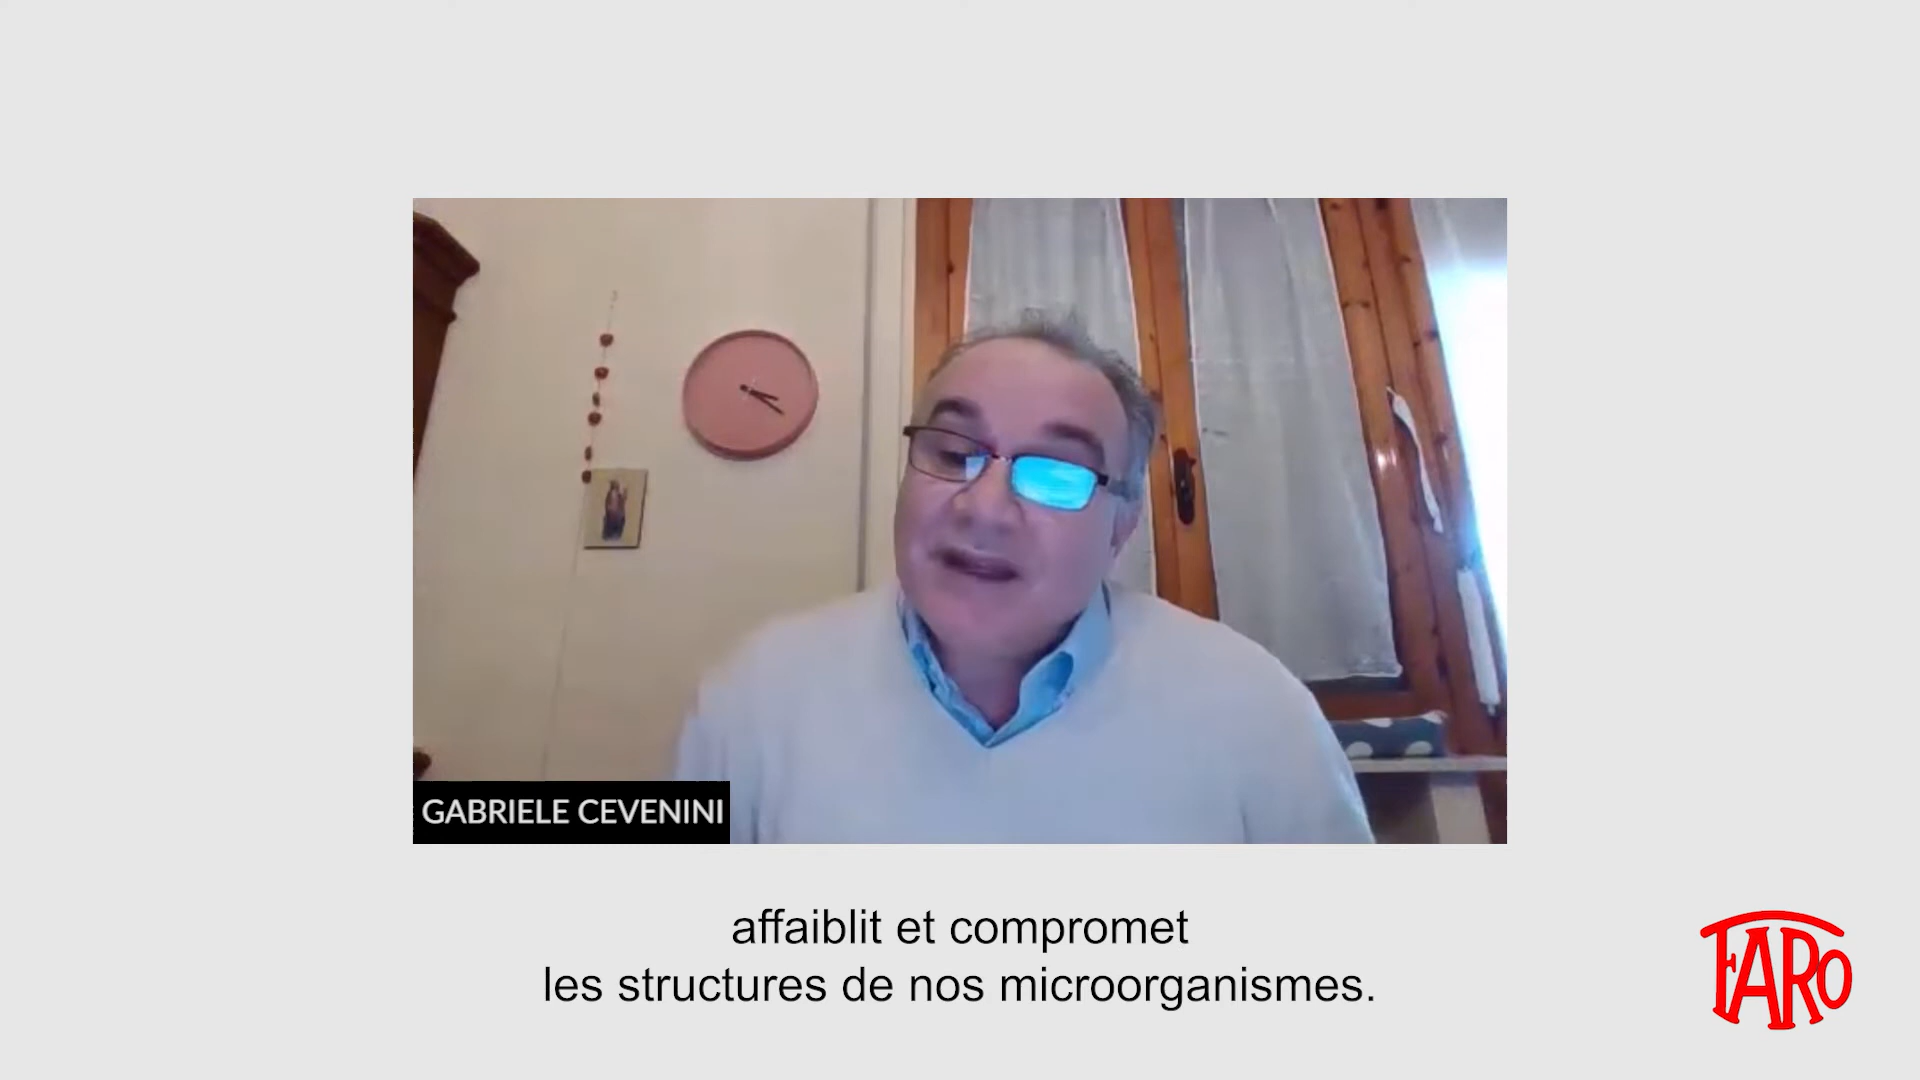 GABRIELE CEVENINI
affaiblit et compromet
les structures de nos microorganismes.
FARO